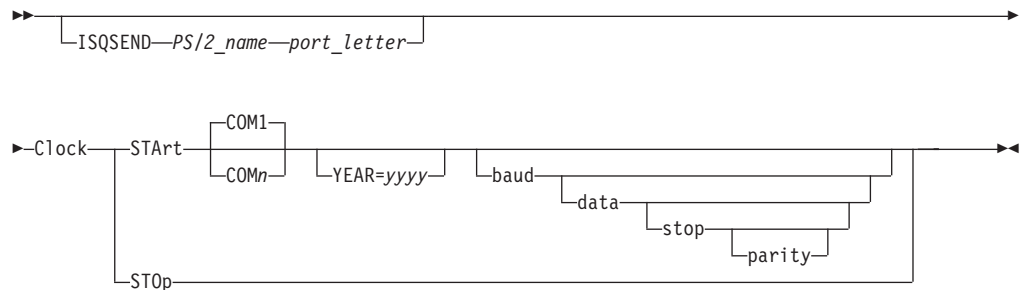 ISQSEND PS/2_name port_letter
COM1
Clock STArt COMn YEAR=yyyy baud data stop parity
STOp